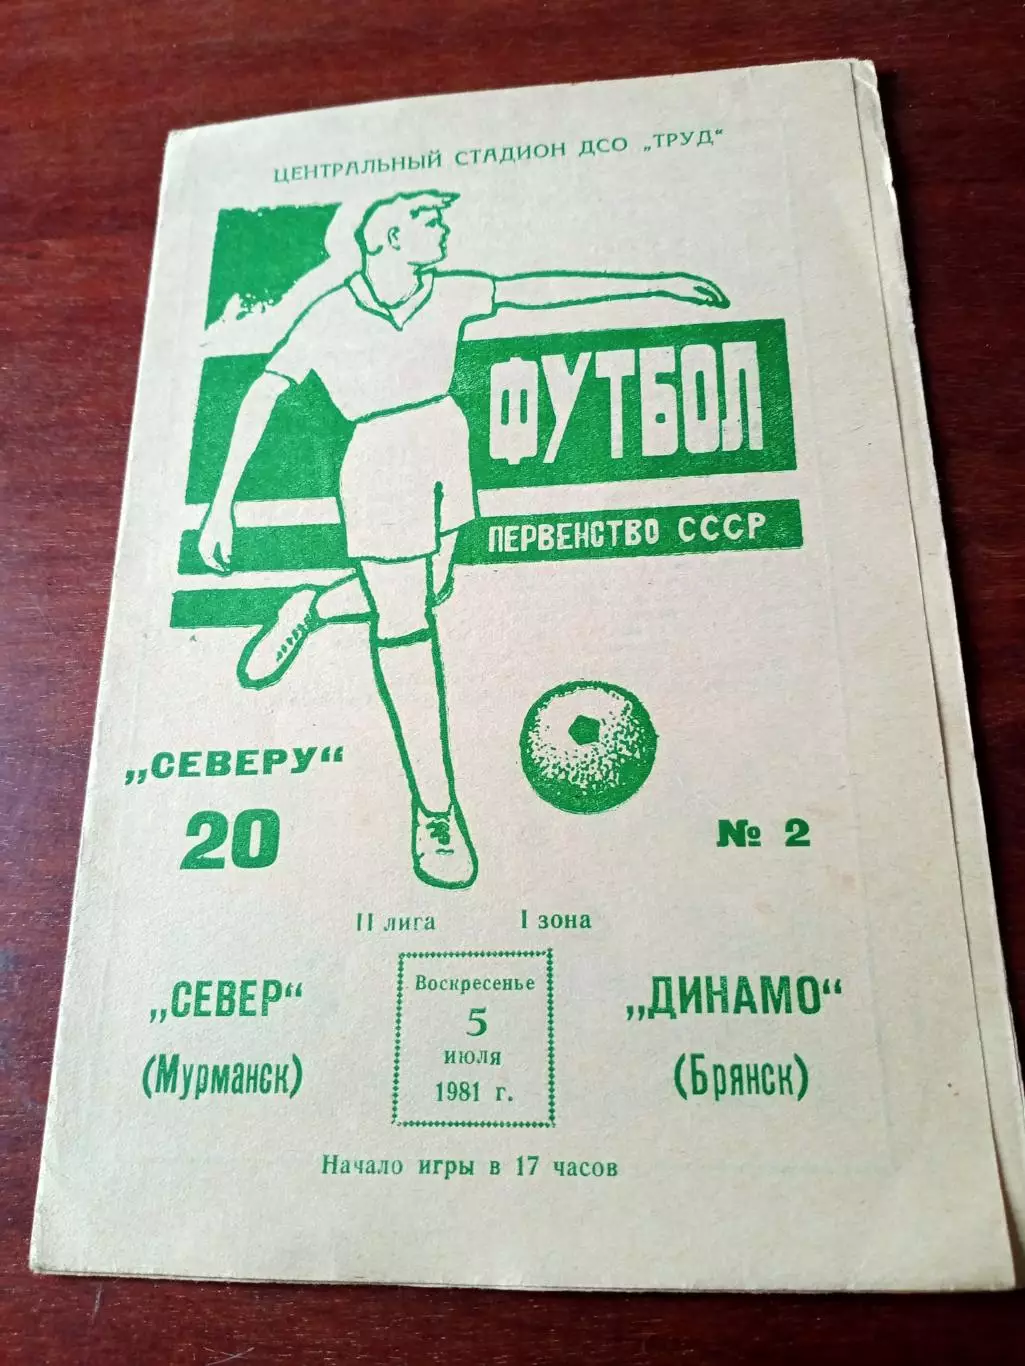 ЦЕНТРАЛЬНЫЙ СТАДИОН ДСО „ТРУД“
ФУТБОЛ
ПЕРВЕНСТВО СССР
„СЕВЕРУ“
20
№ 2
II лига I зона
„СЕВЕР“
(Мурманск)
Воскресенье
5
июля
1981 г.
„ДИНАМО“
(Брянск)
Начало игры в 17 часов